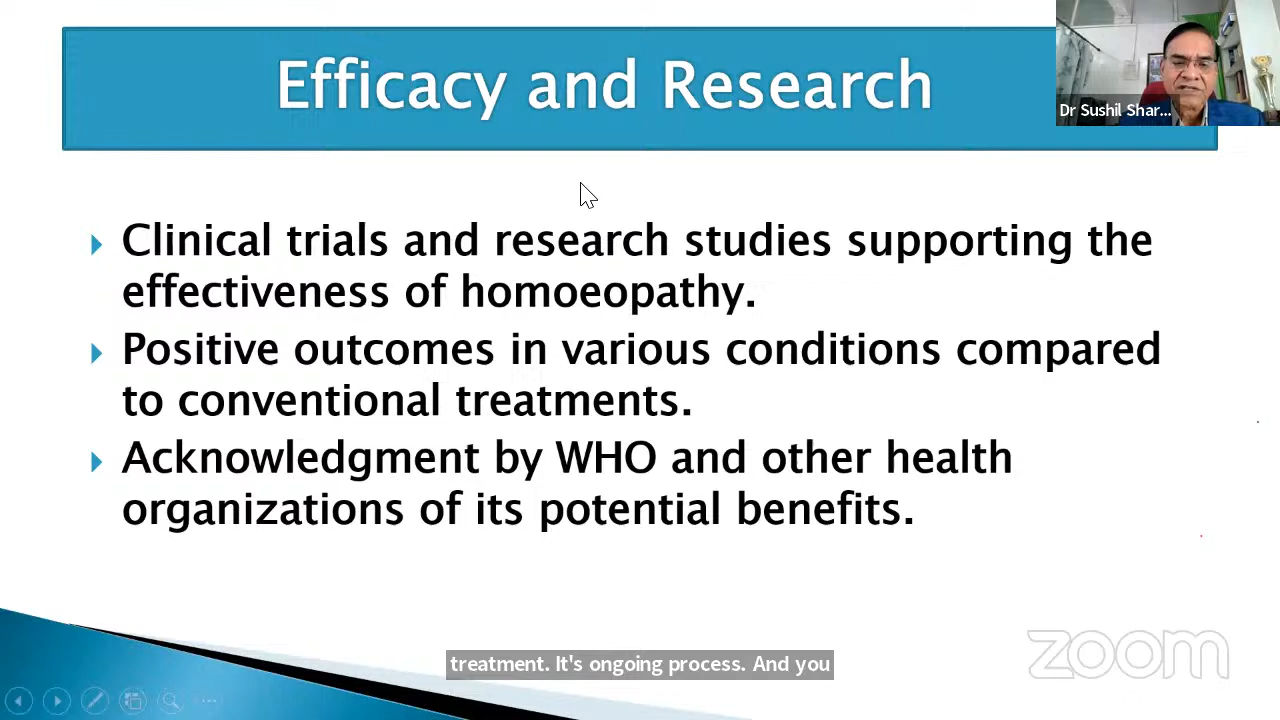 Efficacy and Research
Dr Sushil Shar...
Clinical trials and research studies supporting the
effectiveness of homoeopathy.
Positive outcomes in various conditions compared
to conventional treatments.
Acknowledgment by WHO and other health
organizations of its potential benefits.
zoom
treatment. It's ongoing process. And you